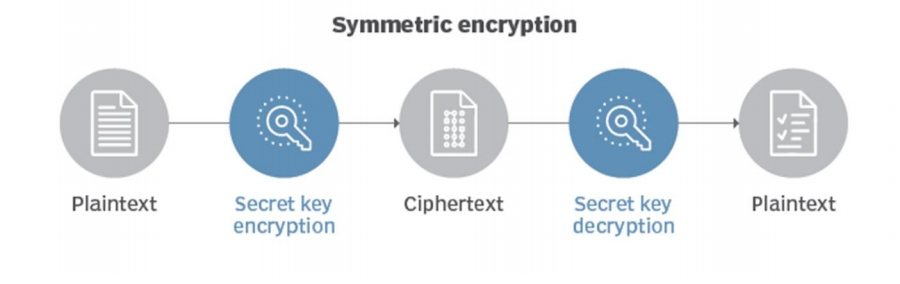 Symmetric encryption
Plaintext
Secret key
encryption
Ciphertext
Secret key
decryption
Plaintext